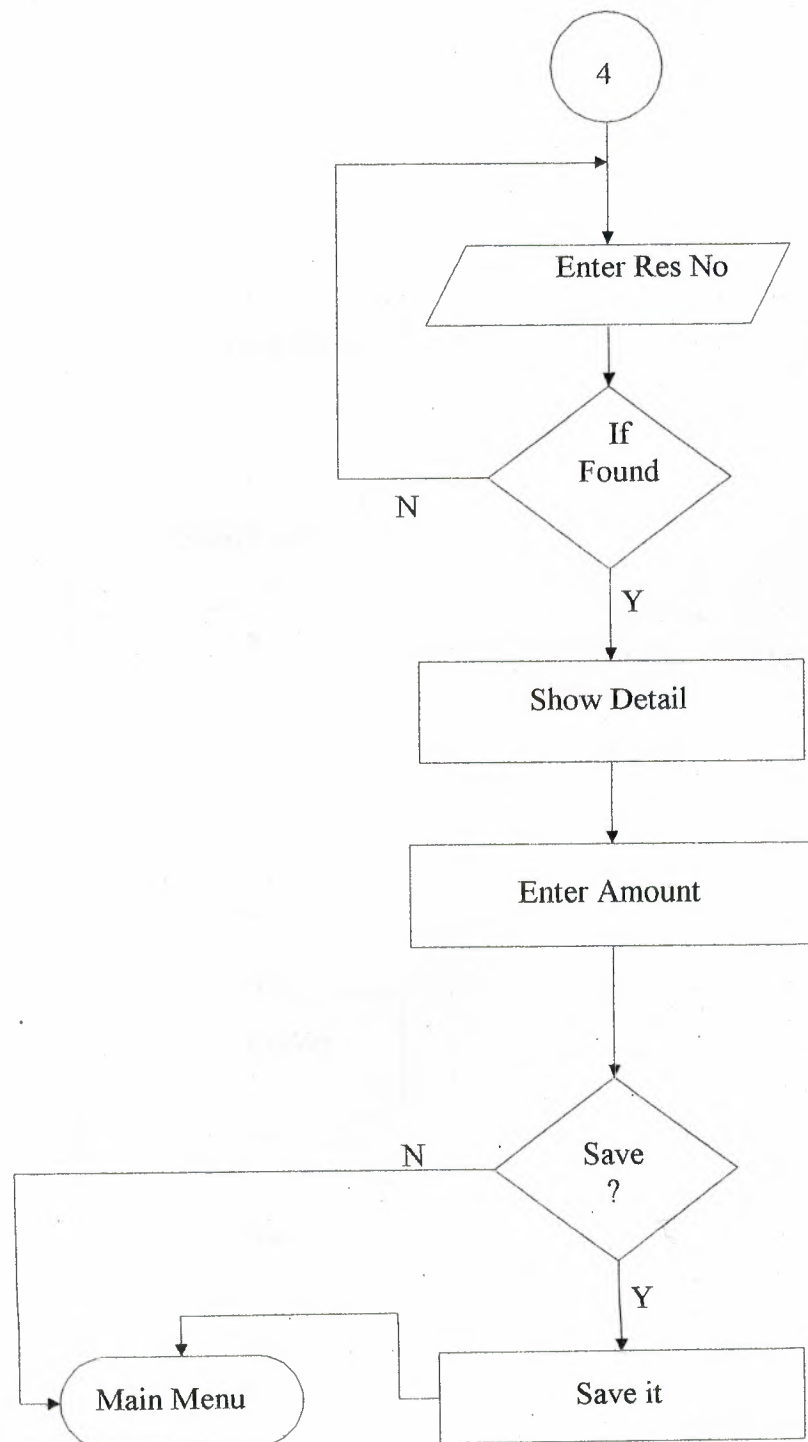 4
Enter Res No
If
Found
N
Y
Show Detail
Enter Amount
N
Save
?
Y
Main Menu
Save it